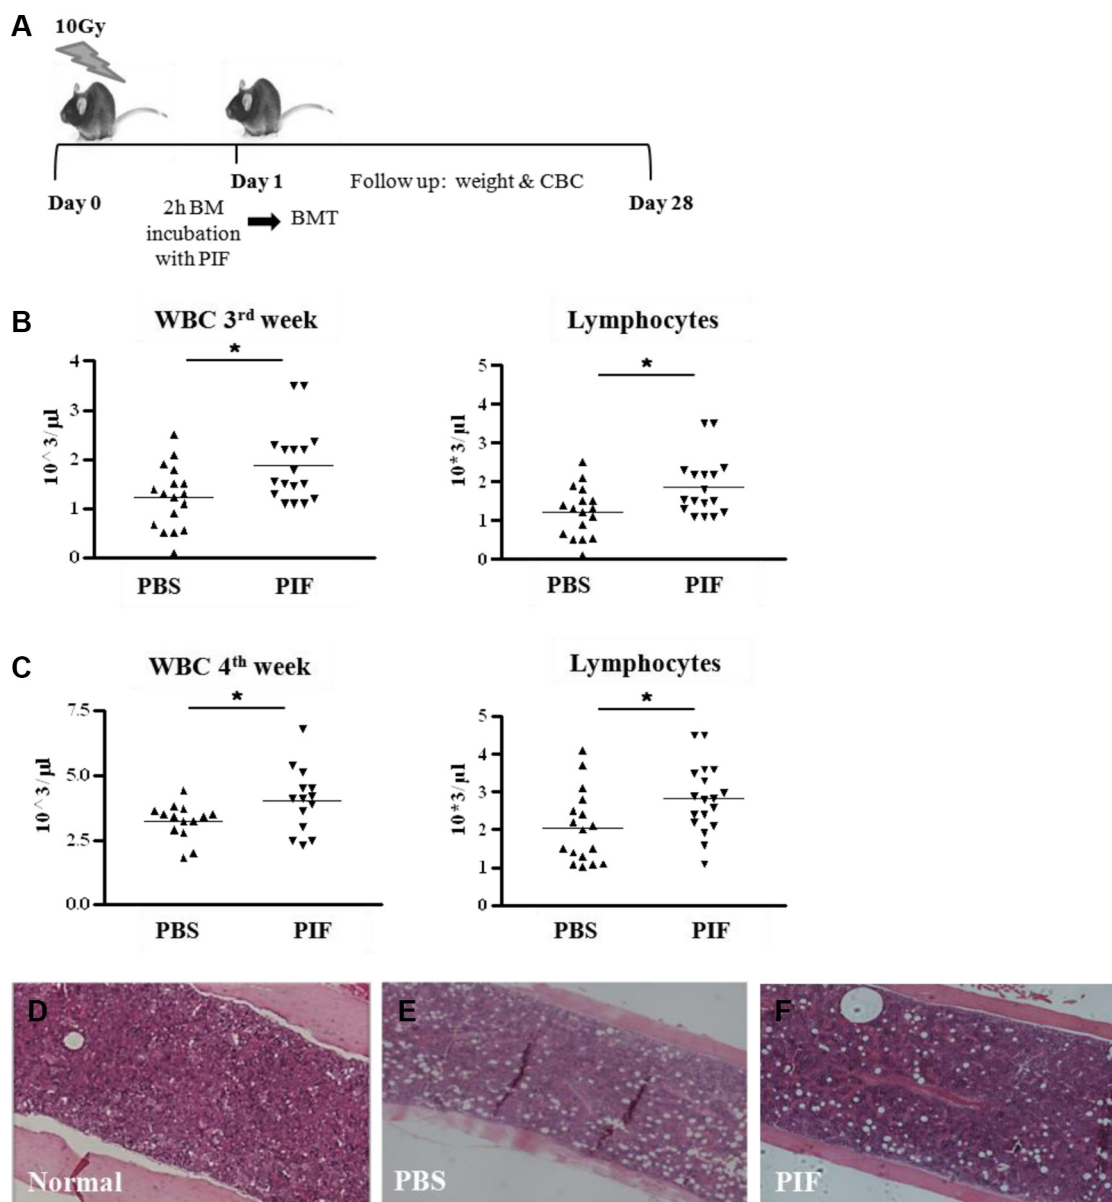 A
10Gy
Day 0
Day 1
Follow up: weight & CBC
Day 28
2h BM
incubation
with PIF
BMT
B
WBC 3rd week
*
4
3
2
1
0
10^3/µl
PBS
PIF
Lymphocytes
*
5
4
3
2
1
0
10*3/µl
PBS
PIF
C
WBC 4th week
*
7.5
5.0
2.5
0.0
10^3/µl
PBS
PIF
Lymphocytes
*
5
4
3
2
1
0
10*3/µl
PBS
PIF
D
Normal
E
PBS
F
PIF